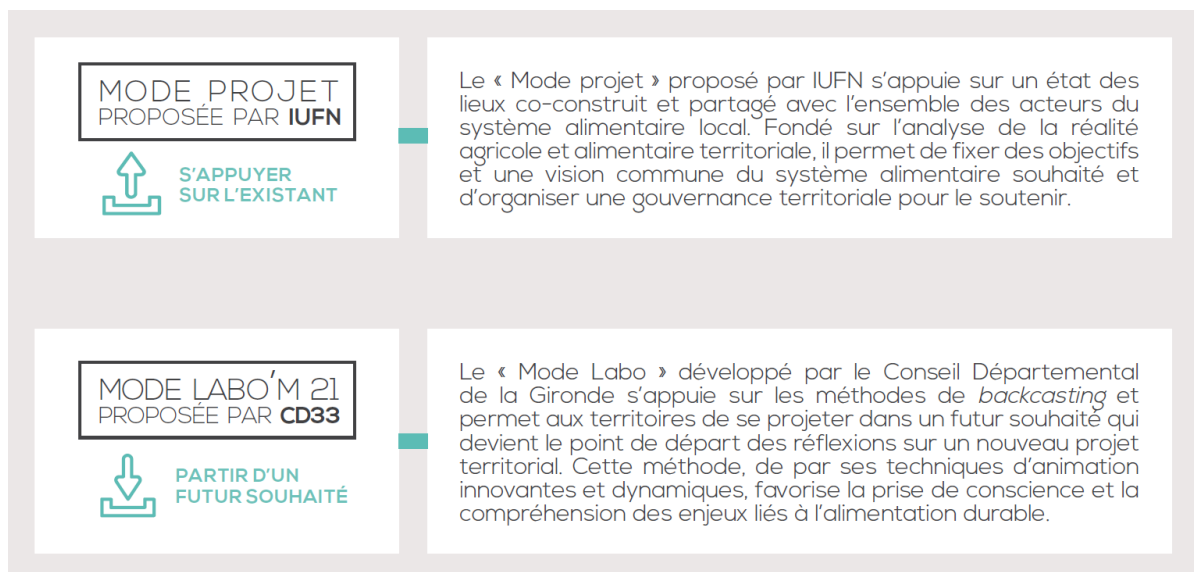 MODE PROJET
PROPOSÉE PAR IUFN
S'APPUYER
SUR L'EXISTANT
Le « Mode projet » proposé par IUFN s'appuie sur un état des
lieux co-construit et partagé avec l'ensemble des acteurs du
système alimentaire local. Fondé sur l'analyse de la réalité
agricole et alimentaire territoriale, il permet de fixer des objectifs
et une vision commune du système alimentaire souhaité et
d'organiser une gouvernance territoriale pour le soutenir.
MODE LABO'M 21
PROPOSÉE PAR CD33
PARTIR D'UN
FUTUR SOUHAITÉ
Le « Mode Labo » développé par le Conseil Départemental
de la Gironde s'appuie sur les méthodes de backcasting et
permet aux territoires de se projeter dans un futur souhaité qui
devient le point de départ des réflexions sur un nouveau projet
territorial. Cette méthode, de par ses techniques d'animation
innovantes et dynamiques, favorise la prise de conscience et la
compréhension des enjeux liés à l'alimentation durable.